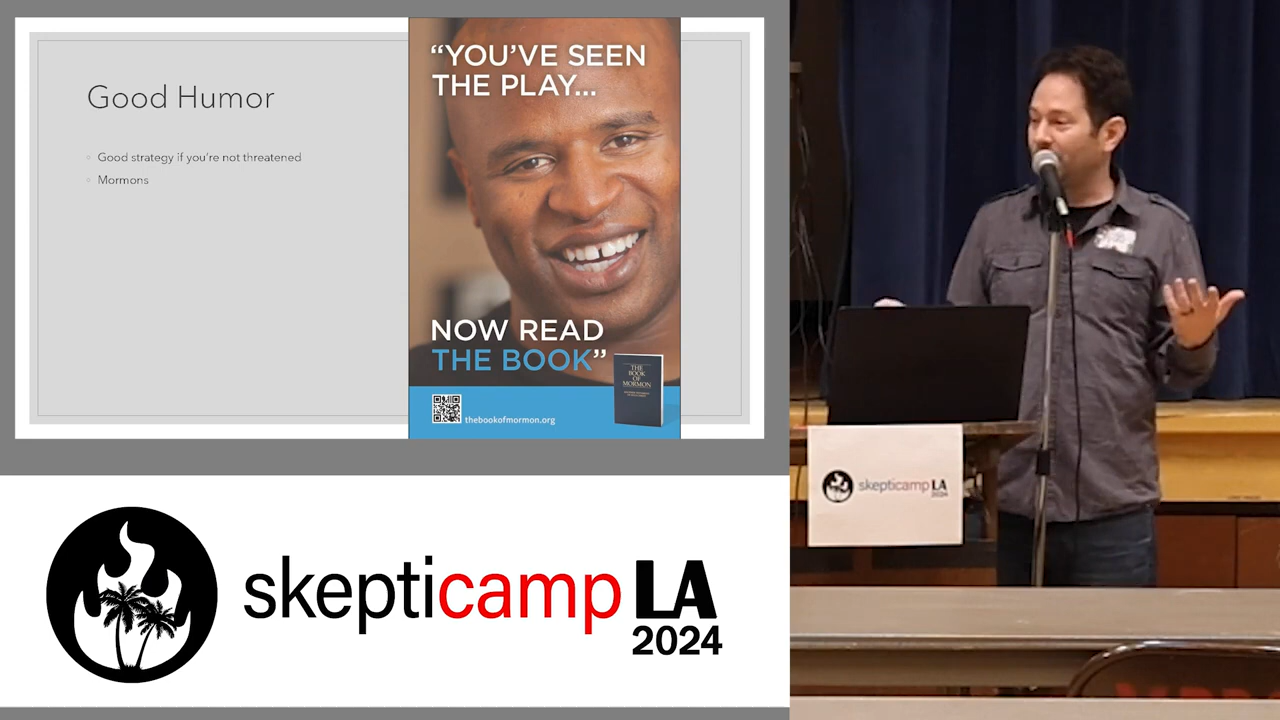 Good Humor
Good strategy if you're not threatened
Mormons
“YOU’VE SEEN
THE PLAY...
NOW READ
THE BOOK”
THE
BOOK
OF
MORMON
thebookofmormon.org
skepticamp LA
2024
skepticamp LA
2024